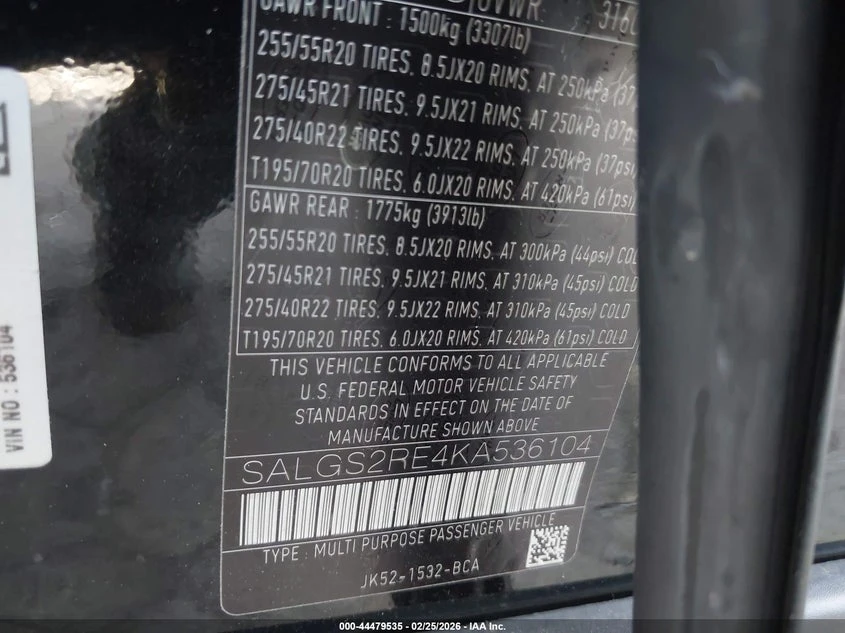 GVWR 3160
GAWR FRONT : 1500kg (3307lb)
255/55R20 TIRES, 8.5JX20 RIMS, AT 250kPa (37
275/45R21 TIRES, 9.5JX21 RIMS, AT 250kPa (37ps
275/40R22 TIRES, 9.5JX22 RIMS, AT 250kPa (37psi)
T195/70R20 TIRES, 6.0JX20 RIMS, AT 420kPa (61psi)
GAWR REAR : 1775kg (3913lb)
255/55R20 TIRES, 8.5JX20 RIMS, AT 300kPa (44psi) COL
275/45R21 TIRES, 9.5JX21 RIMS, AT 310kPa (45psi) COLD
275/40R22 TIRES, 9.5JX22 RIMS, AT 310kPa (45psi) COLD
T195/70R20 TIRES, 6.0JX20 RIMS, AT 420kPa (61psi) COLD
THIS VEHICLE CONFORMS TO ALL APPLICABLE
U.S. FEDERAL MOTOR VEHICLE SAFETY
STANDARDS IN EFFECT ON THE DATE OF
MANUFACTURE SHOWN ABOVE
SALGS2RE4KA536104
TYPE : MULTI PURPOSE PASSENGER VEHICLE
JK52-1532-BCA
VIN NO : 536104
000-44479535 - 02/25/2026 - IAA Inc.